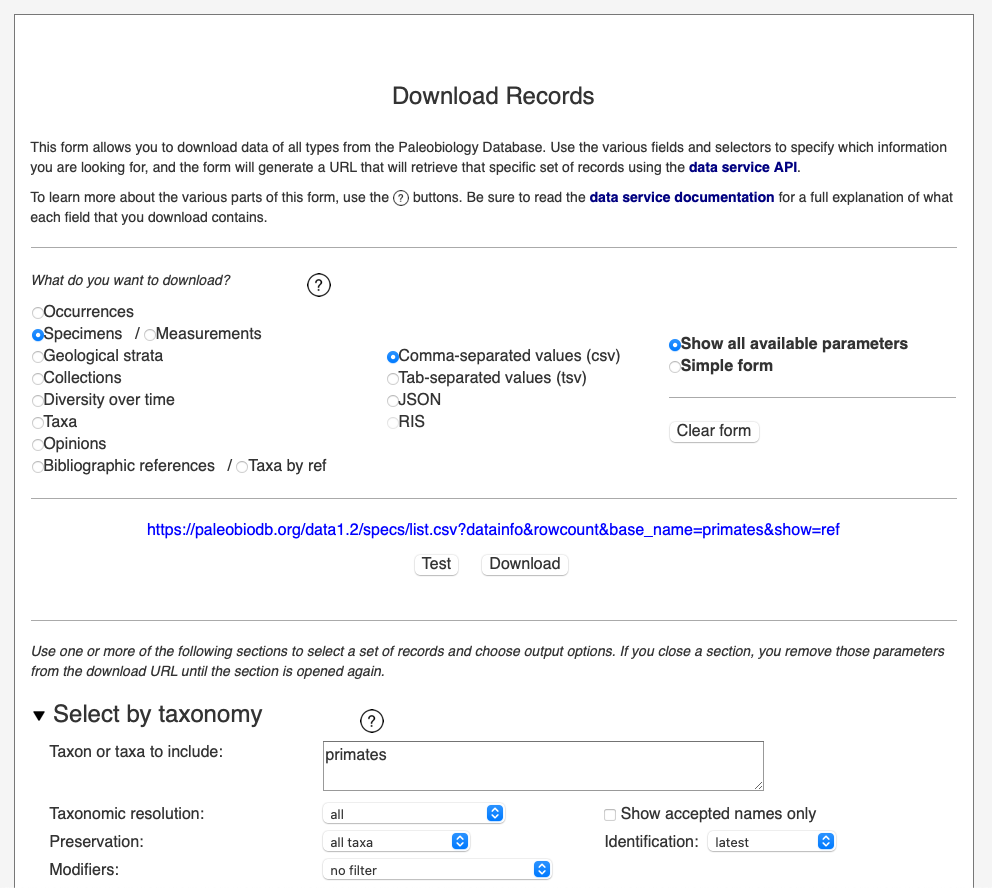 Download Records
This form allows you to download data of all types from the Paleobiology Database. Use the various fields and selectors to specify which information
you are looking for, and the form will generate a URL that will retrieve that specific set of records using the data service API.
To learn more about the various parts of this form, use the ? buttons. Be sure to read the data service documentation for a full explanation of what
each field that you download contains.
What do you want to download? ?
Occurrences
Specimens / Measurements
Geological strata
Collections
Diversity over time
Taxa
Opinions
Bibliographic references / Taxa by ref
Comma-separated values (csv)
Tab-separated values (tsv)
JSON
RIS
Show all available parameters
Simple form
Clear form
https://paleobiodb.org/data1.2/specs/list.csv?datainfo&rowcount&base_name=primates&show=ref
Test Download
Use one or more of the following sections to select a set of records and choose output options. If you close a section, you remove those parameters
from the download URL until the section is opened again.
Select by taxonomy ?
Taxon or taxa to include: primates
Taxonomic resolution: all Show accepted names only
Preservation: all taxa Identification: latest
Modifiers: no filter